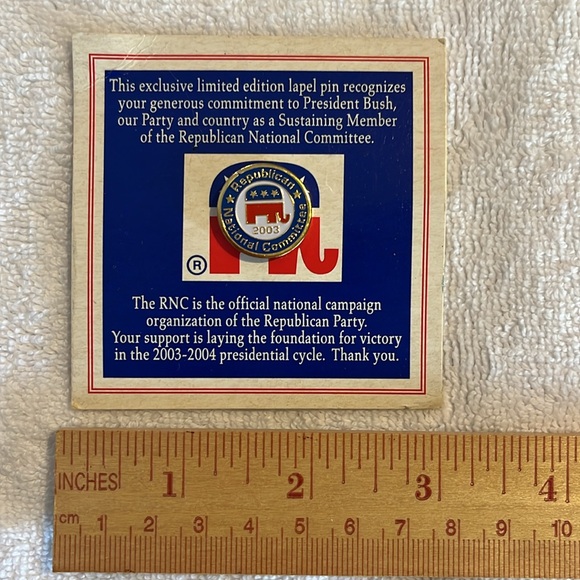 This exclusive limited edition lapel pin recognizes
your generous commitment to President Bush,
our Party and country as a Sustaining Member
of the Republican National Committee.
Republican
2003
National Committee
®
The RNC is the official national campaign
organization of the Republican Party.
Your support is laying the foundation for victory
in the 2003-2004 presidential cycle. Thank you.
INCHES 1 2 3 4
cm 1 2 3 4 5 6 7 8 9 10